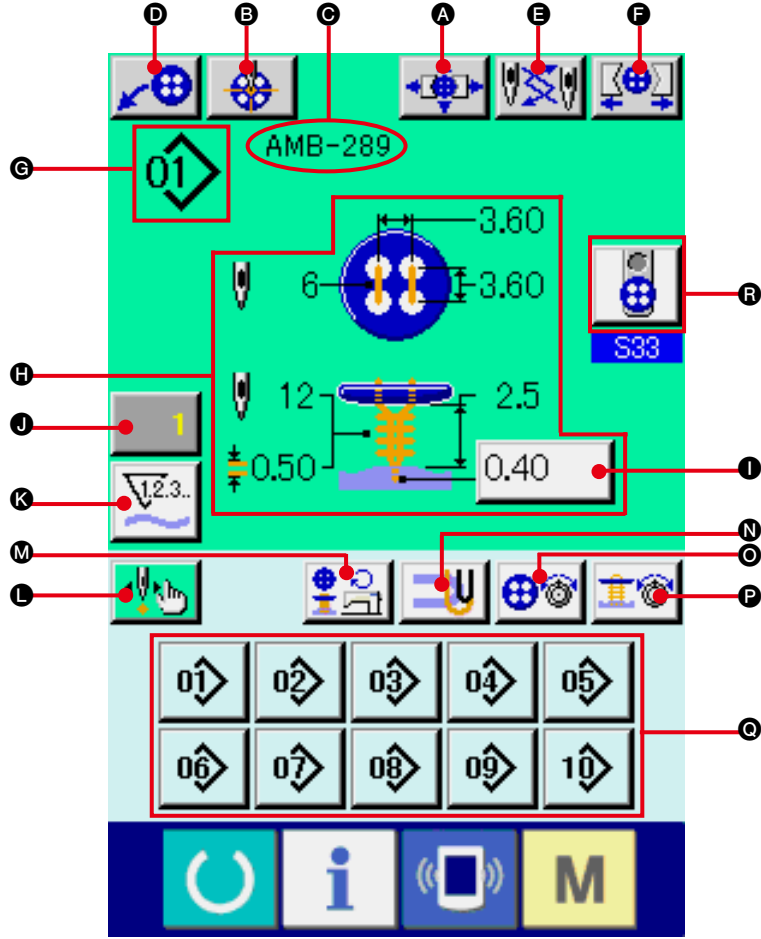 D B C A E F
AMB-289
G 01
3.60
6 3.60
R
S33
H
12 2.5
J 1
0.50 0.40 I
K 1.2.3..
N
M O
L P
01 02 03 04 05
Q
06 07 08 09 10
i M